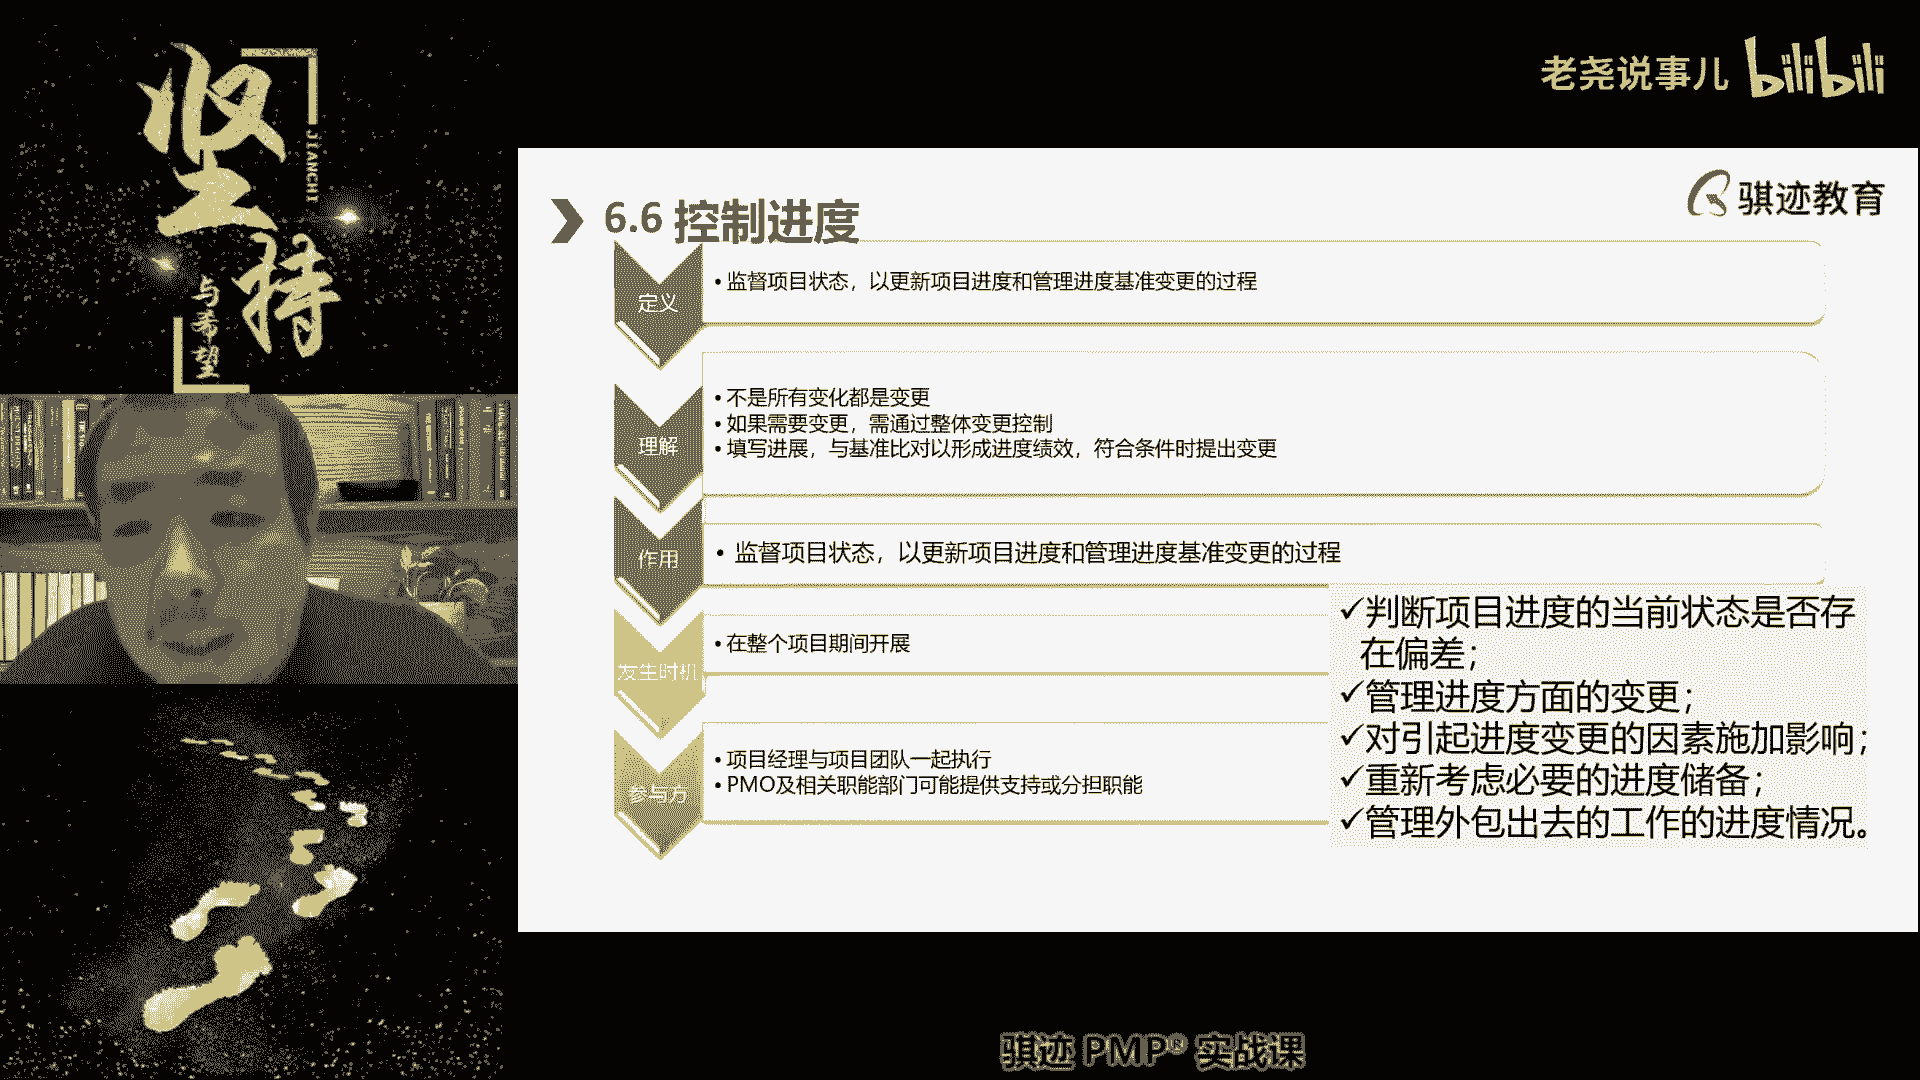 坚持
JIANCHI
与希望
老尧说事儿 bilibili
骐迹教育
6.6 控制进度
定义
• 监督项目状态，以更新项目进度和管理进度基准变更的过程
理解
• 不是所有变化都是变更
• 如果需要变更，需通过整体变更控制
• 填写进展，与基准比对以形成进度绩效，符合条件时提出变更
作用
• 监督项目状态，以更新项目进度和管理进度基准变更的过程
发生时机
• 在整个项目期间开展
参与方
• 项目经理与项目团队一起执行
• PMO及相关职能部门可能提供支持或分担职能
✓判断项目进度的当前状态是否存
在偏差；
✓管理进度方面的变更；
✓对引起进度变更的因素施加影响；
✓重新考虑必要的进度储备；
✓管理外包出去的工作的进度情况。
骐迹 PMP® 实战课